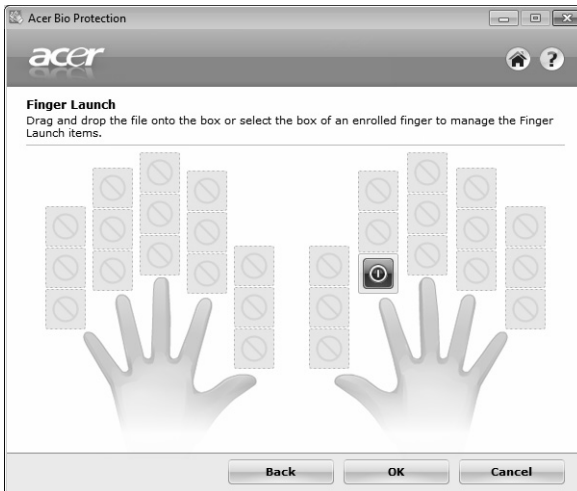 Acer Bio Protection
acer
Finger Launch
Drag and drop the file onto the box or select the box of an enrolled finger to manage the Finger
Launch items.
Back OK Cancel